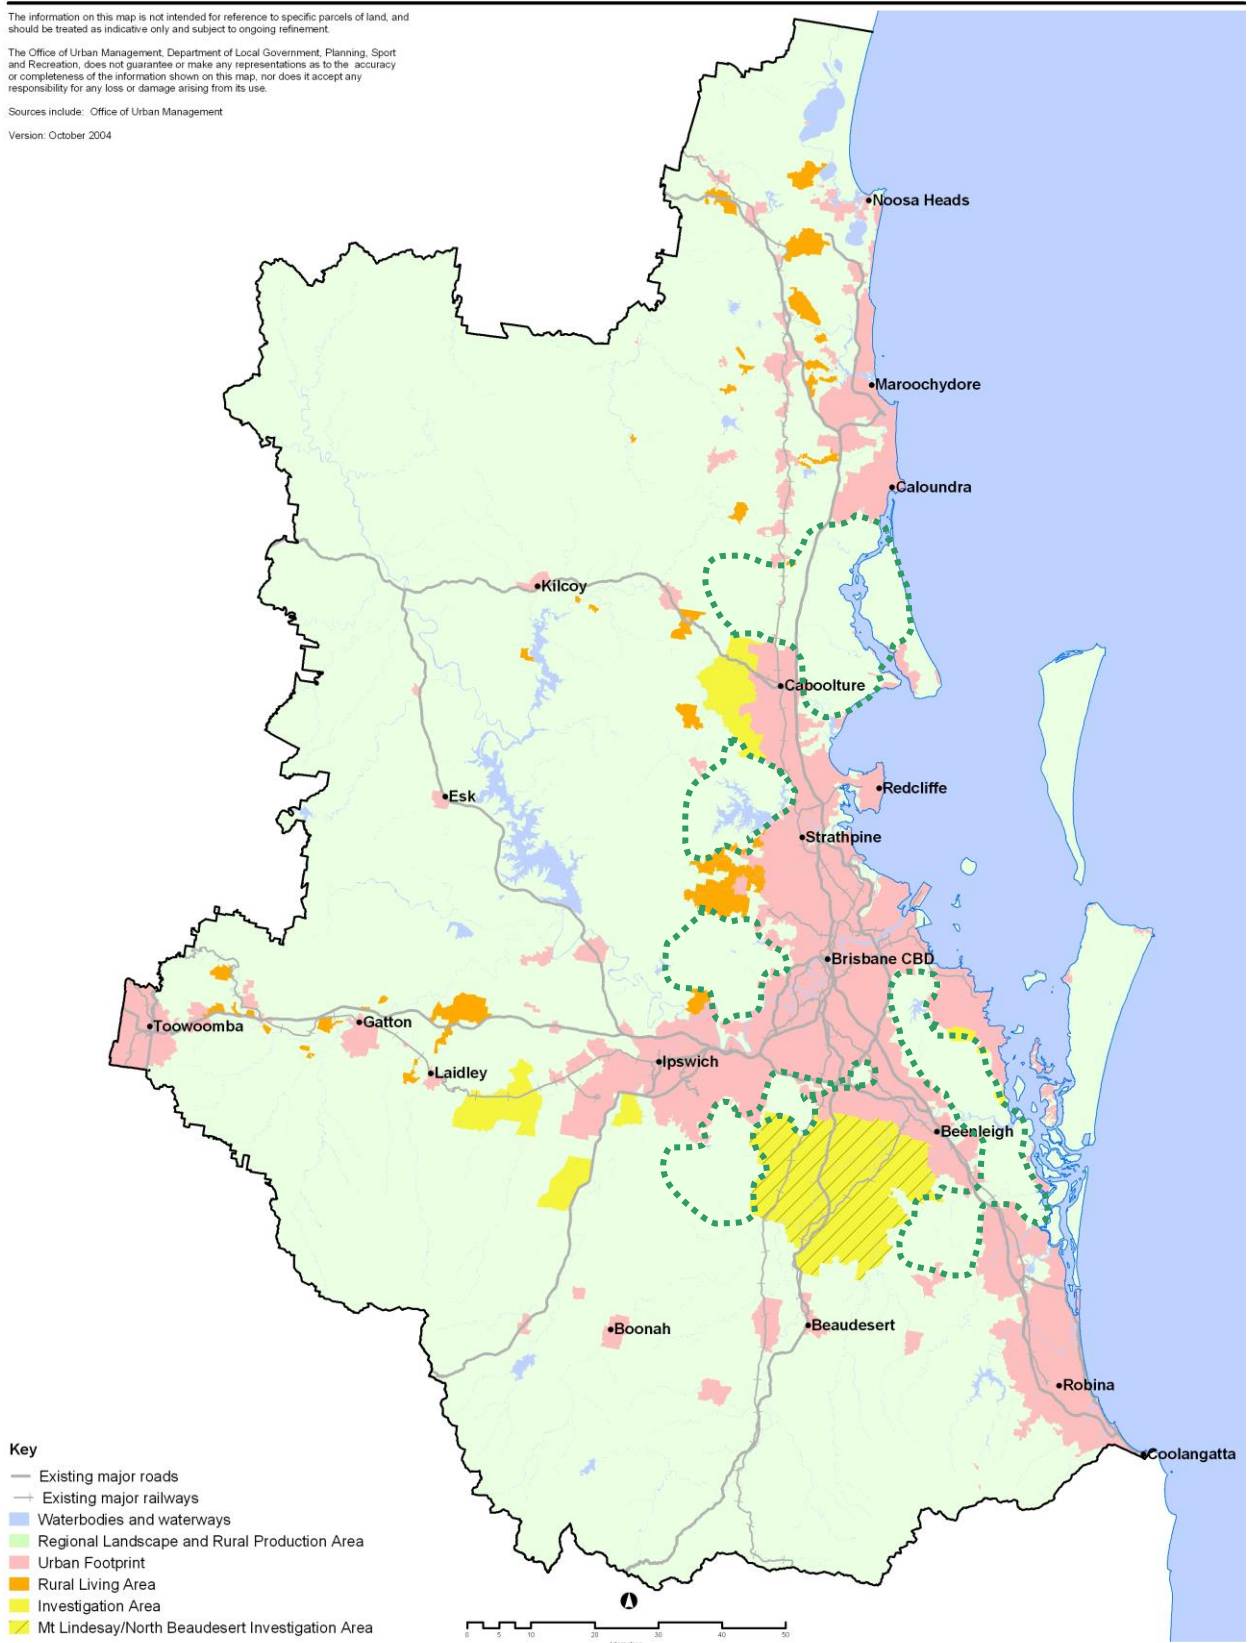 The information on this map is not intended for reference to specific parcels of land, and
should be treated as indicative only and subject to ongoing refinement.
The Office of Urban Management, Department of Local Government, Planning, Sport
and Recreation, does not guarantee or make any representations as to the accuracy
or completeness of the information shown on this map, nor does it accept any
responsibility for any loss or damage arising from its use.
Sources include: Office of Urban Management
Version: October 2004
Noosa Heads
Maroochydore
Caloundra
Kilcoy
Caboolture
Redcliffe
Esk
Strathpine
Brisbane CBD
Toowoomba
Gatton
Ipswich
Laidley
Beenleigh
Boonah
Beaudesert
Robina
Coolangatta
Key
Existing major roads
Existing major railways
Waterbodies and waterways
Regional Landscape and Rural Production Area
Urban Footprint
Rural Living Area
Investigation Area
Mt Lindesay/North Beaudesert Investigation Area
0 5 10 20 30 40 50